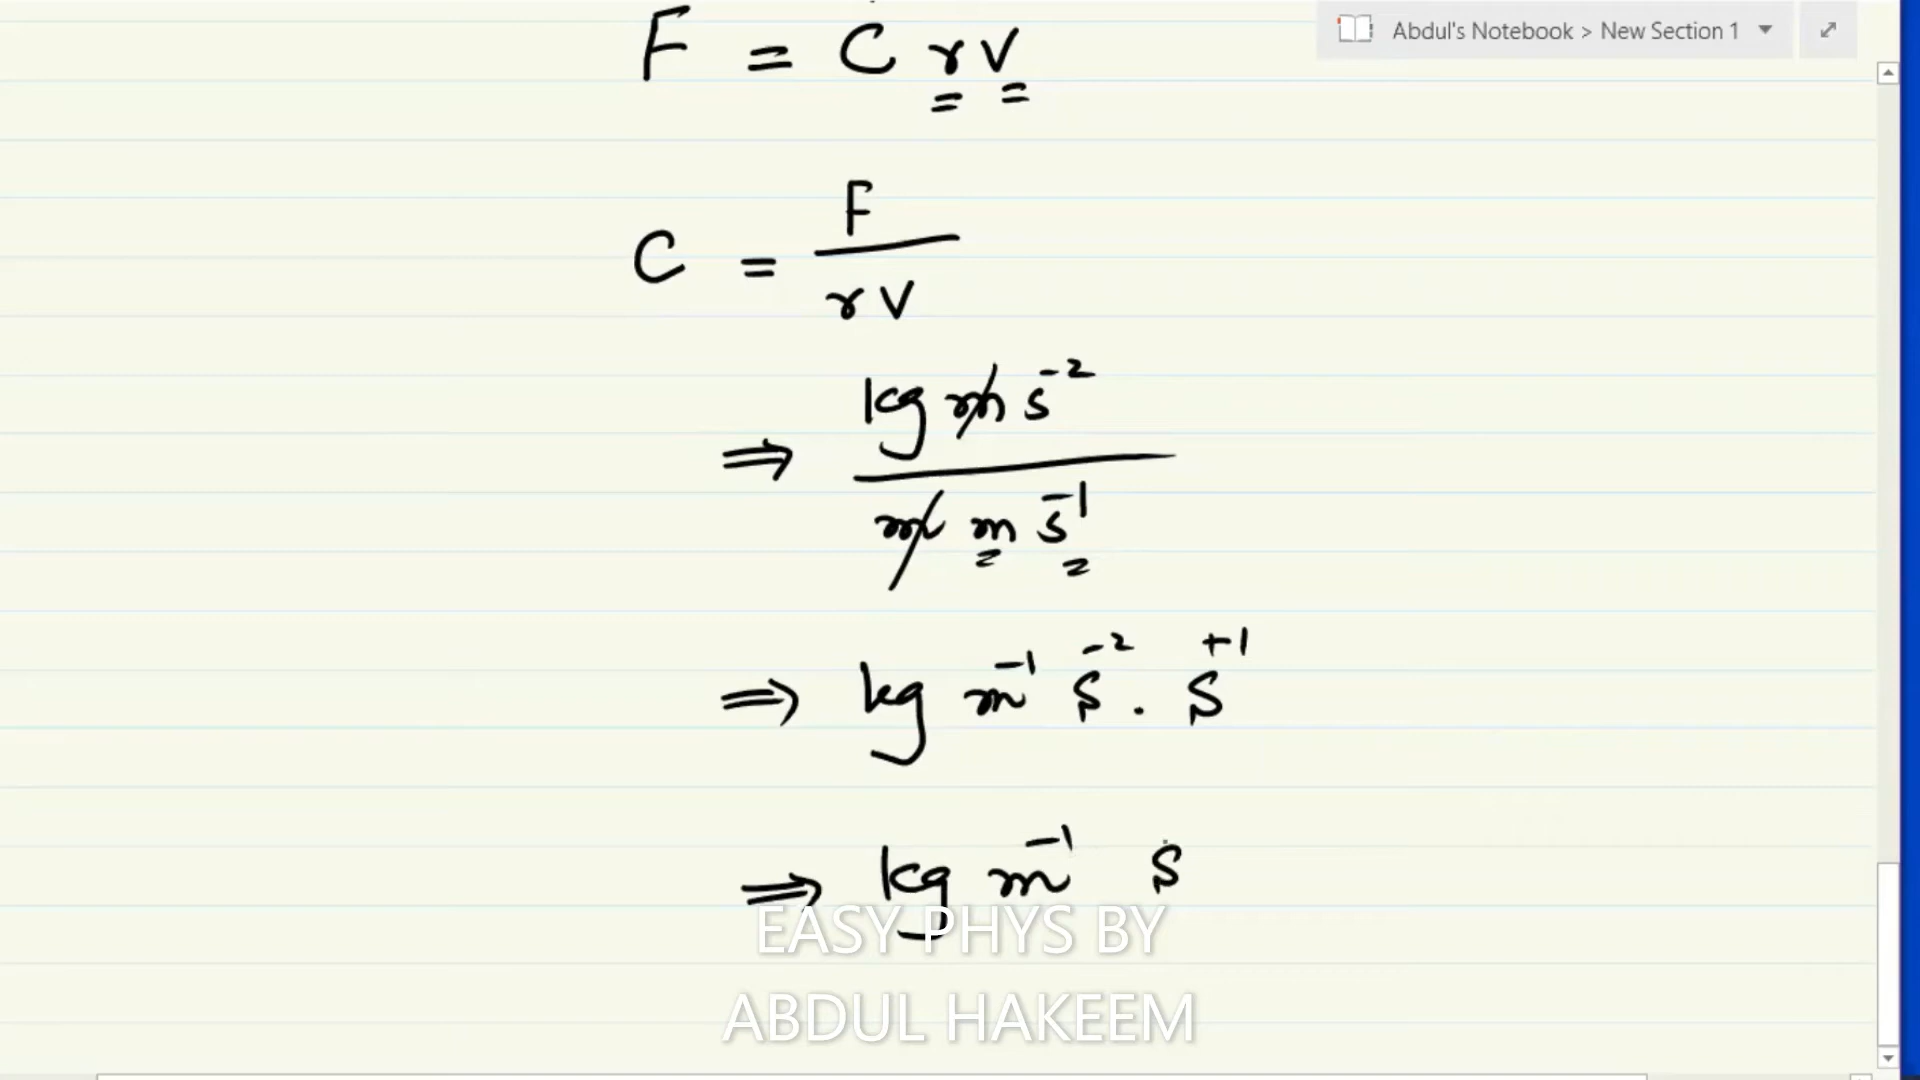 Abdul's Notebook > New Section 1
F = C r v
C = F / r v
⇒ kg m s⁻² / m m s⁻¹
⇒ kg m⁻¹ s⁻² . s⁺¹
⇒ kg m⁻¹ s
EASY PHYS BY
ABDUL HAKEEM